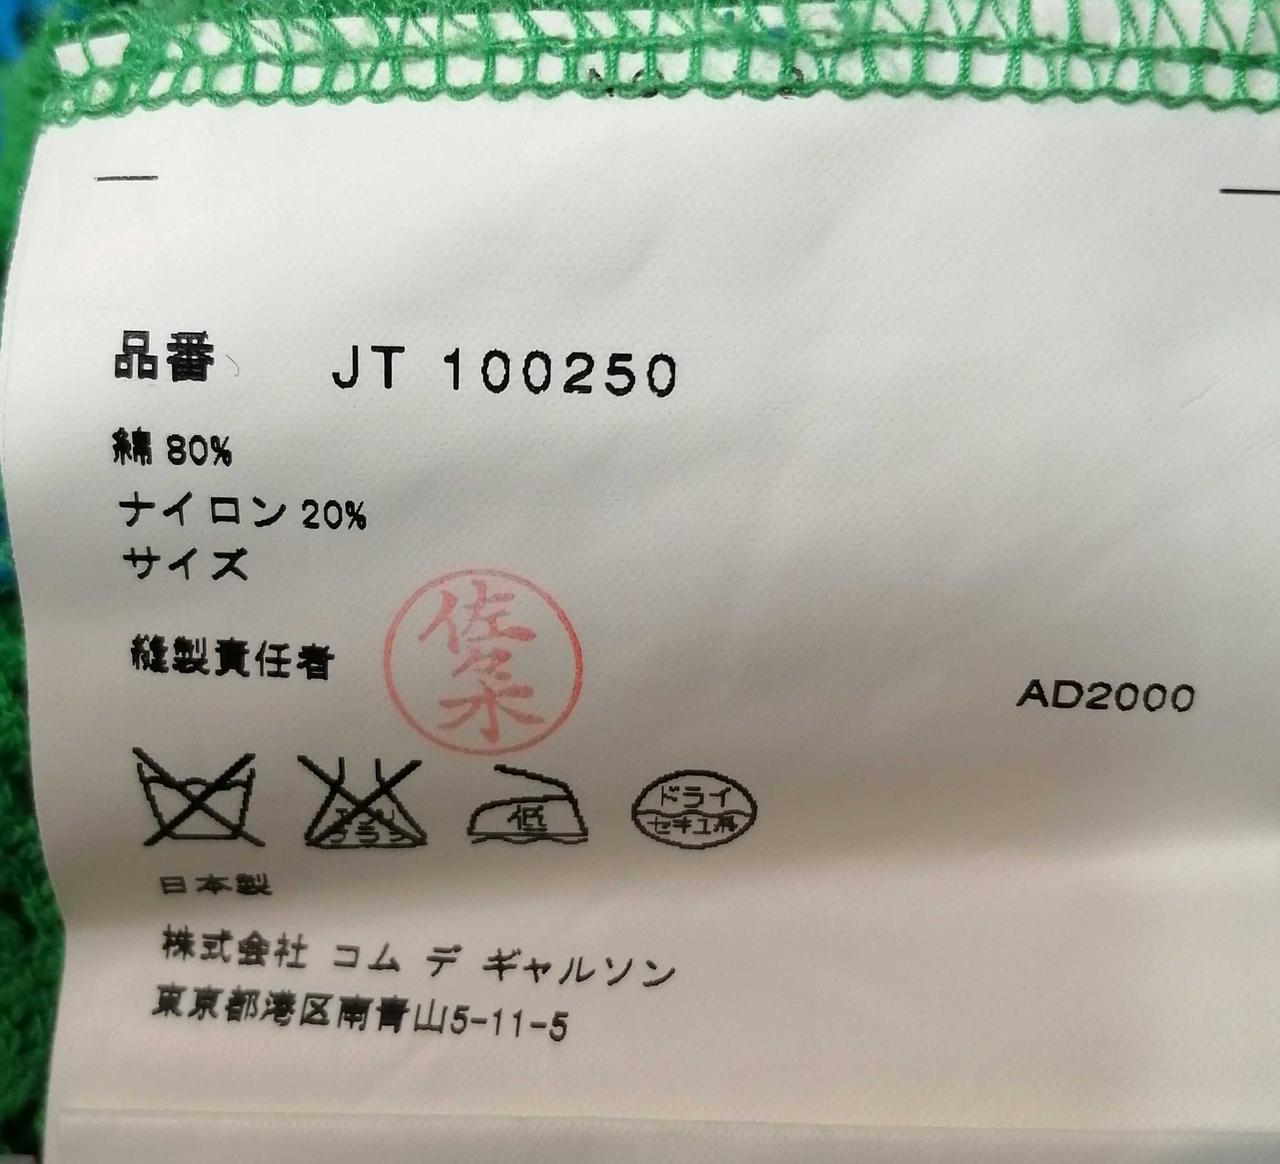 品番 JT 100250
綿 80%
ナイロン 20%
サイズ
縫製責任者
佐々木
AD2000
低
ドライ
セキユ系
日本製
株式会社 コム デ ギャルソン
東京都港区南青山5-11-5